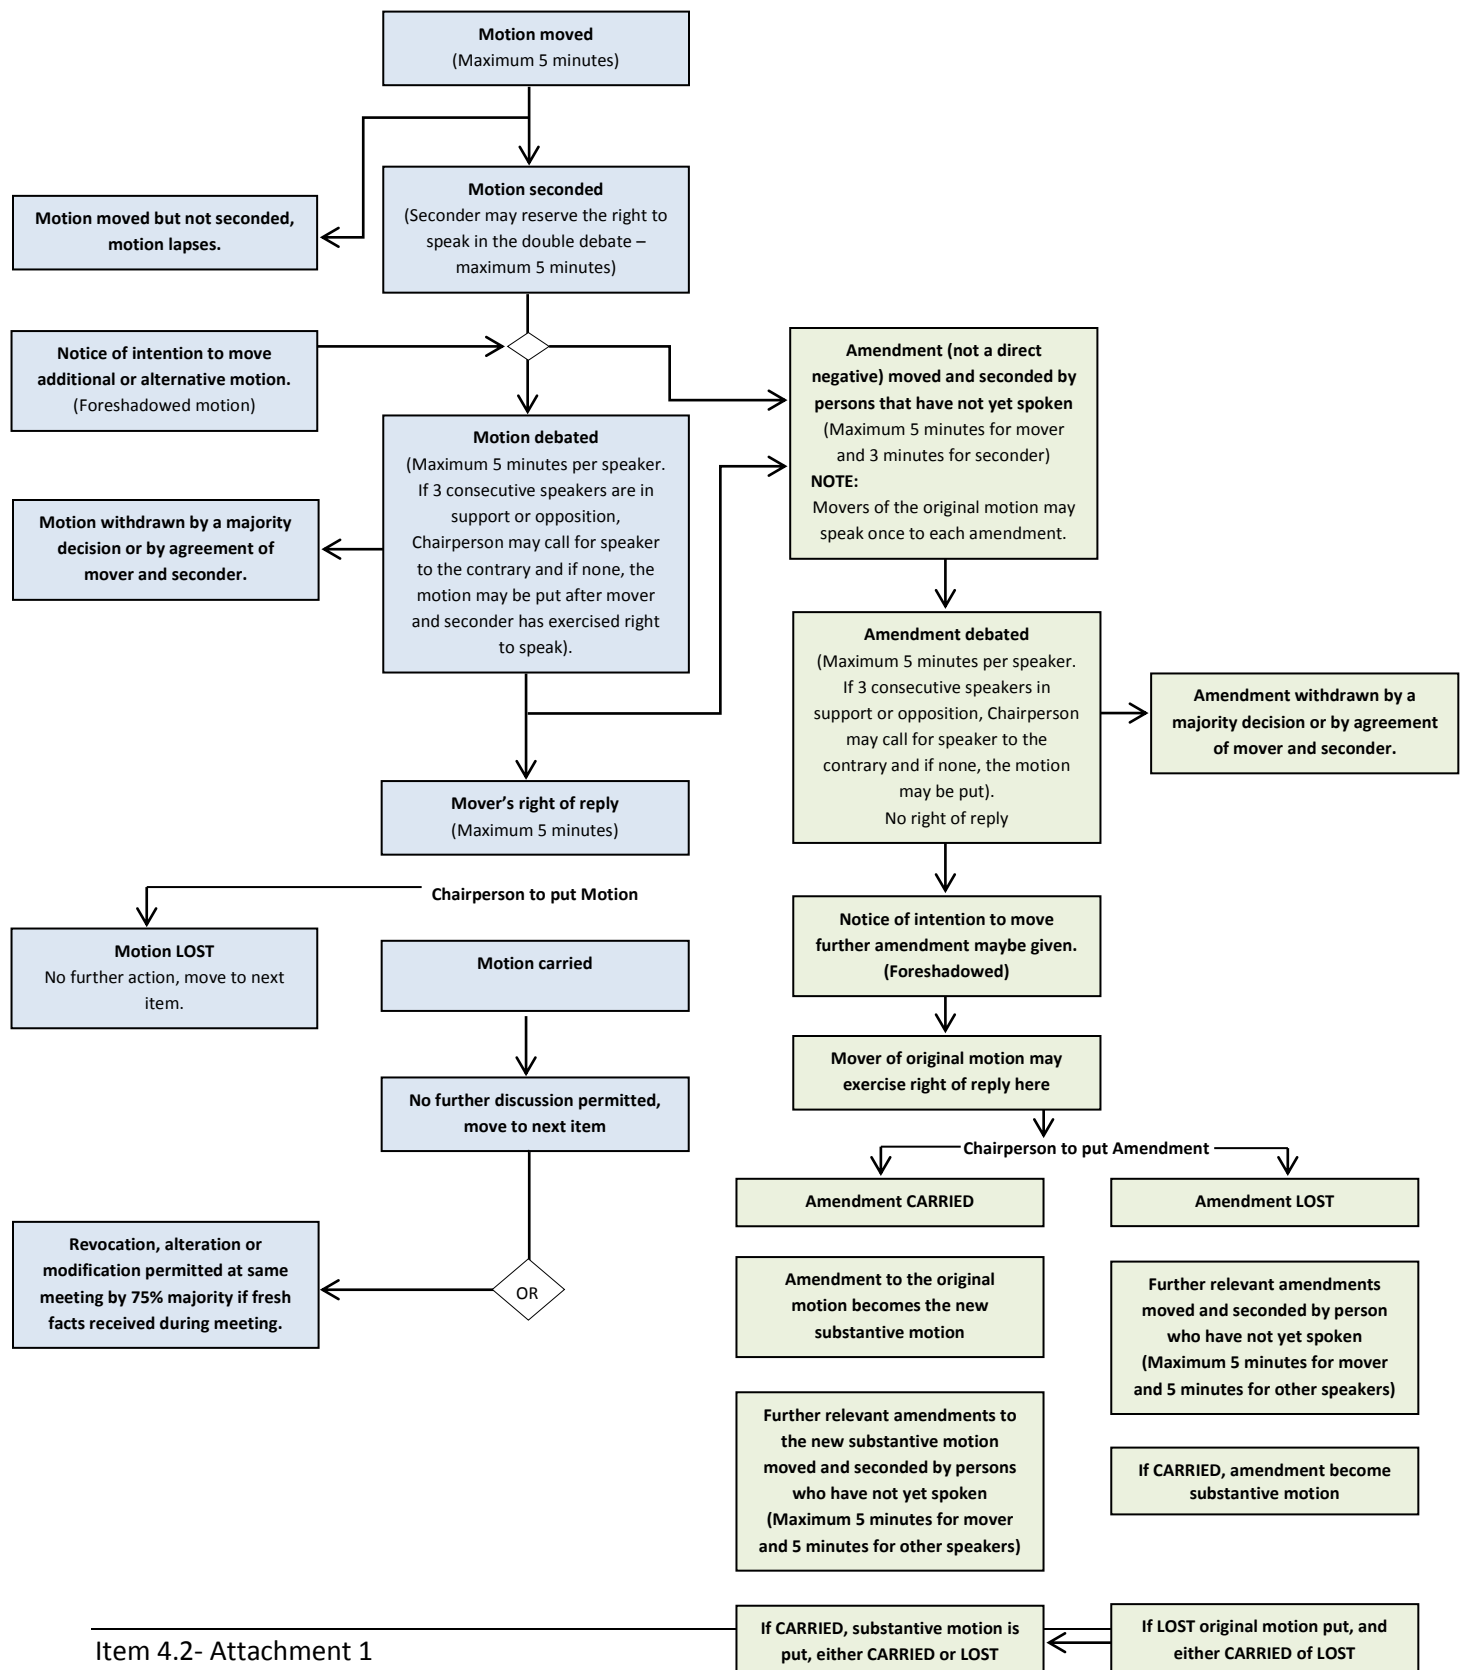 Motion moved
(Maximum 5 minutes)
Motion seconded
(Seconder may reserve the right to
speak in the double debate –
maximum 5 minutes)
Motion moved but not seconded,
motion lapses.
Notice of intention to move
additional or alternative motion.
(Foreshadowed motion)
Motion debated
(Maximum 5 minutes per speaker.
If 3 consecutive speakers are in
support or opposition,
Chairperson may call for speaker
to the contrary and if none, the
motion may be put after mover
and seconder has exercised right
to speak).
Motion withdrawn by a majority
decision or by agreement of
mover and seconder.
Mover’s right of reply
(Maximum 5 minutes)
Chairperson to put Motion
Motion LOST
No further action, move to next
item.
Motion carried
No further discussion permitted,
move to next item
OR
Revocation, alteration or
modification permitted at same
meeting by 75% majority if fresh
facts received during meeting.
Amendment (not a direct
negative) moved and seconded by
persons that have not yet spoken
(Maximum 5 minutes for mover
and 3 minutes for seconder)
NOTE:
Movers of the original motion may
speak once to each amendment.
Amendment debated
(Maximum 5 minutes per speaker.
If 3 consecutive speakers in
support or opposition, Chairperson
may call for speaker to the
contrary and if none, the motion
may be put).
No right of reply
Amendment withdrawn by a
majority decision or by agreement
of mover and seconder.
Notice of intention to move
further amendment maybe given.
(Foreshadowed)
Mover of original motion may
exercise right of reply here
Chairperson to put Amendment
Amendment CARRIED
Amendment to the original
motion becomes the new
substantive motion
Further relevant amendments to
the new substantive motion
moved and seconded by persons
who have not yet spoken
(Maximum 5 minutes for mover
and 5 minutes for other speakers)
If CARRIED, substantive motion is
put, either CARRIED or LOST
Amendment LOST
Further relevant amendments
moved and seconded by person
who have not yet spoken
(Maximum 5 minutes for mover
and 5 minutes for other speakers)
If CARRIED, amendment become
substantive motion
If LOST original motion put, and
either CARRIED of LOST
Item 4.2- Attachment 1